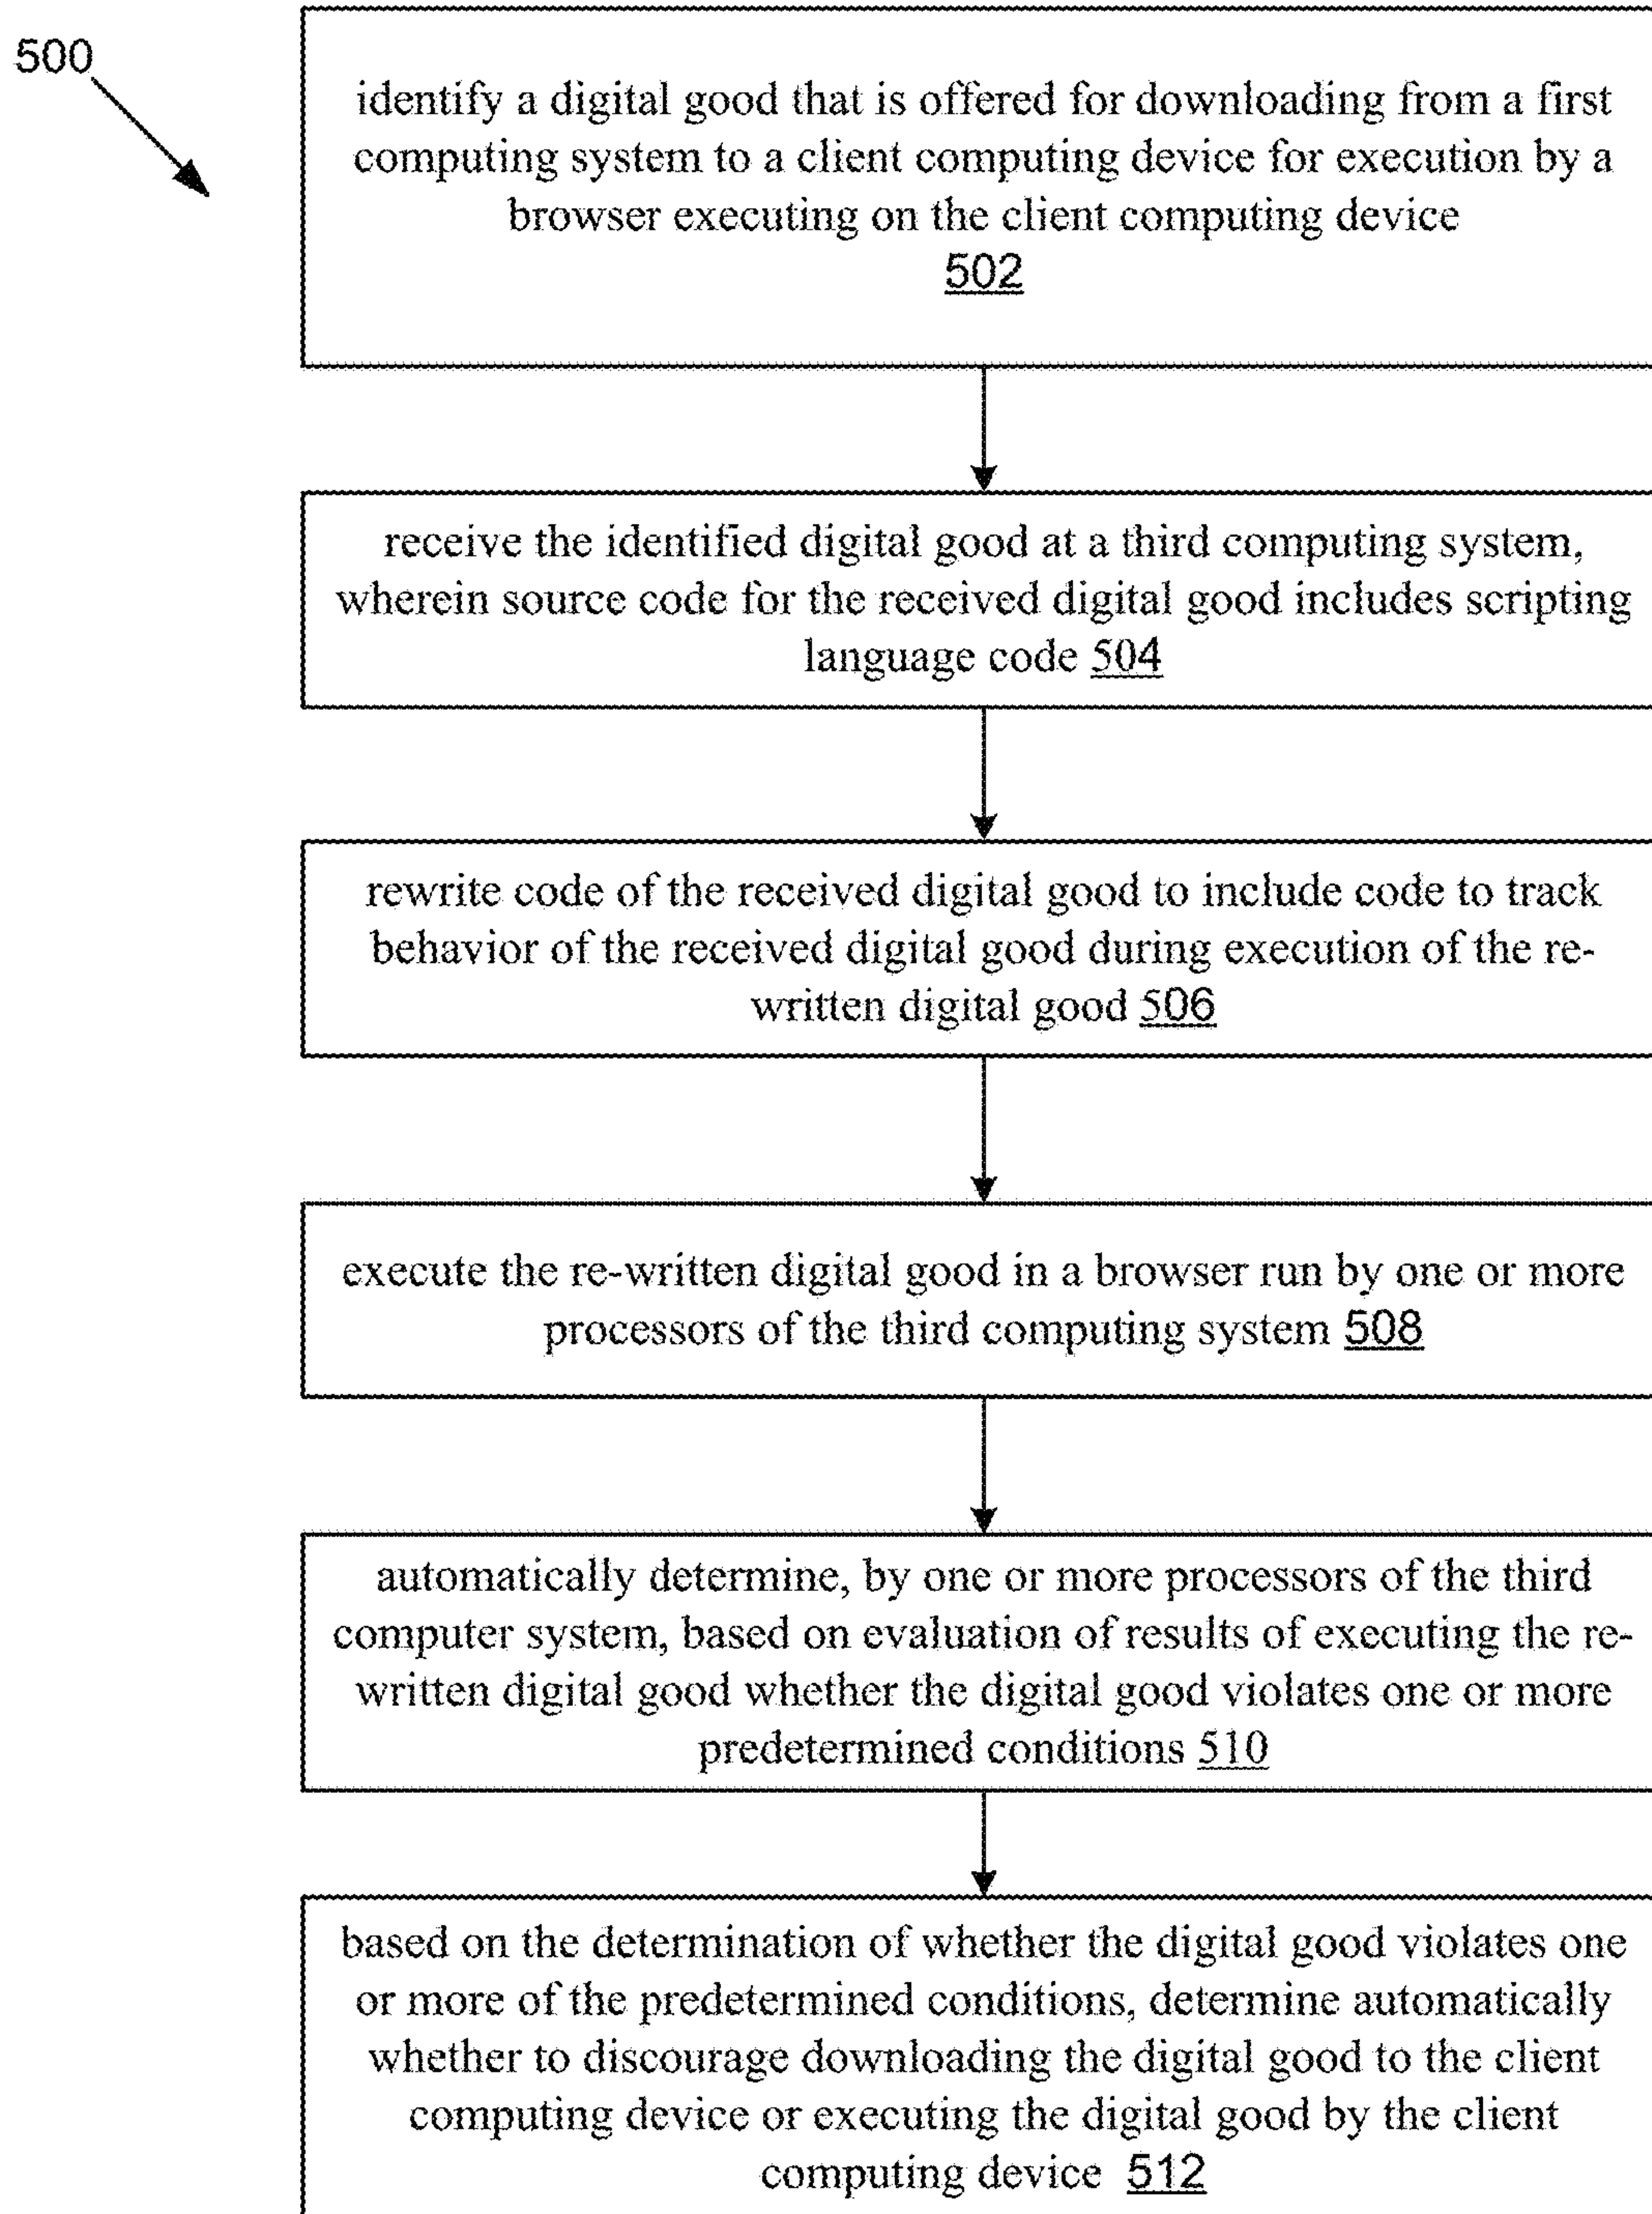 500
identify a digital good that is offered for downloading from a first
computing system to a client computing device for execution by a
browser executing on the client computing device
502
receive the identified digital good at a third computing system,
wherein source code for the received digital good includes scripting
language code 504
rewrite code of the received digital good to include code to track
behavior of the received digital good during execution of the re-
written digital good 506
execute the re-written digital good in a browser run by one or more
processors of the third computing system 508
automatically determine, by one or more processors of the third
computer system, based on evaluation of results of executing the re-
written digital good whether the digital good violates one or more
predetermined conditions 510
based on the determination of whether the digital good violates one
or more of the predetermined conditions, determine automatically
whether to discourage downloading the digital good to the client
computing device or executing the digital good by the client
computing device 512